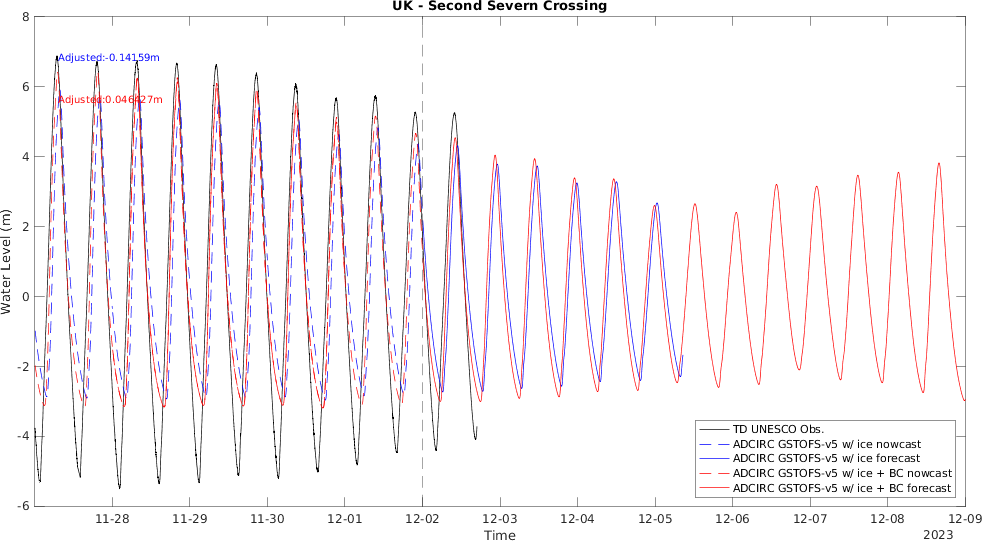 UK - Second Severn Crossing
8
6
4
2
0
-2
-4
-6
Water Level (m)
Adjusted:-0.14159m
Adjusted:0.046427m
TD UNESCO Obs.
ADCIRC GSTOFS-v5 w/ ice nowcast
ADCIRC GSTOFS-v5 w/ ice forecast
ADCIRC GSTOFS-v5 w/ ice + BC nowcast
ADCIRC GSTOFS-v5 w/ ice + BC forecast
11-28 11-29 11-30 12-01 12-02 12-03 12-04 12-05 12-06 12-07 12-08 12-09
Time
2023